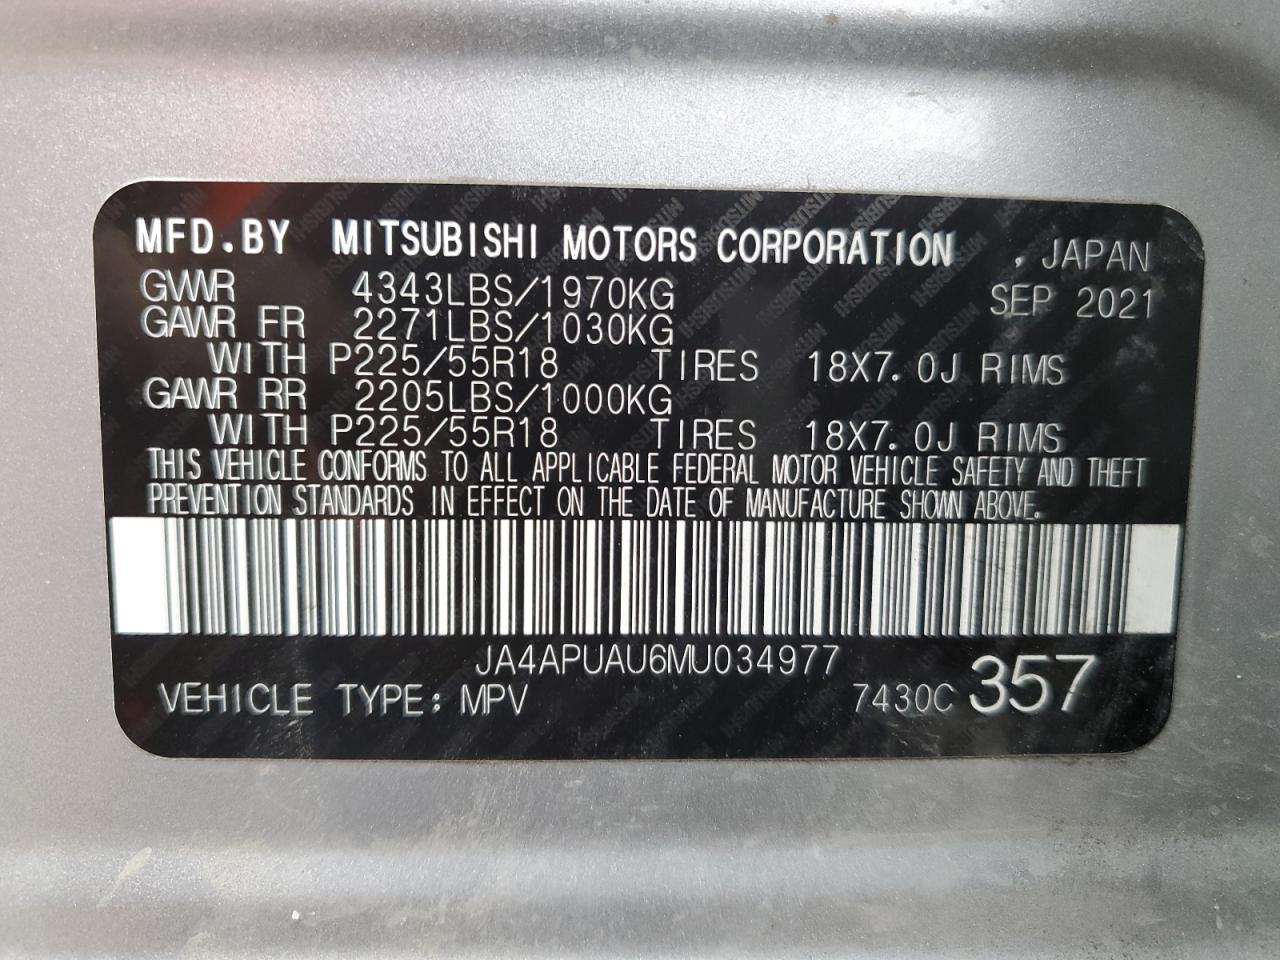 MFD.BY MITSUBISHI MOTORS CORPORATION , JAPAN
GVWR 4343LBS/1970KG SEP 2021
GAWR FR 2271LBS/1030KG
WITH P225/55R18 TIRES 18X7.0J RIMS
GAWR RR 2205LBS/1000KG
WITH P225/55R18 TIRES 18X7.0J RIMS
THIS VEHICLE CONFORMS TO ALL APPLICABLE FEDERAL MOTOR VEHICLE SAFETY AND THEFT
PREVENTION STANDARDS IN EFFECT ON THE DATE OF MANUFACTURE SHOWN ABOVE.
JA4APUAU6MU034977
VEHICLE TYPE: MPV 7430C 357